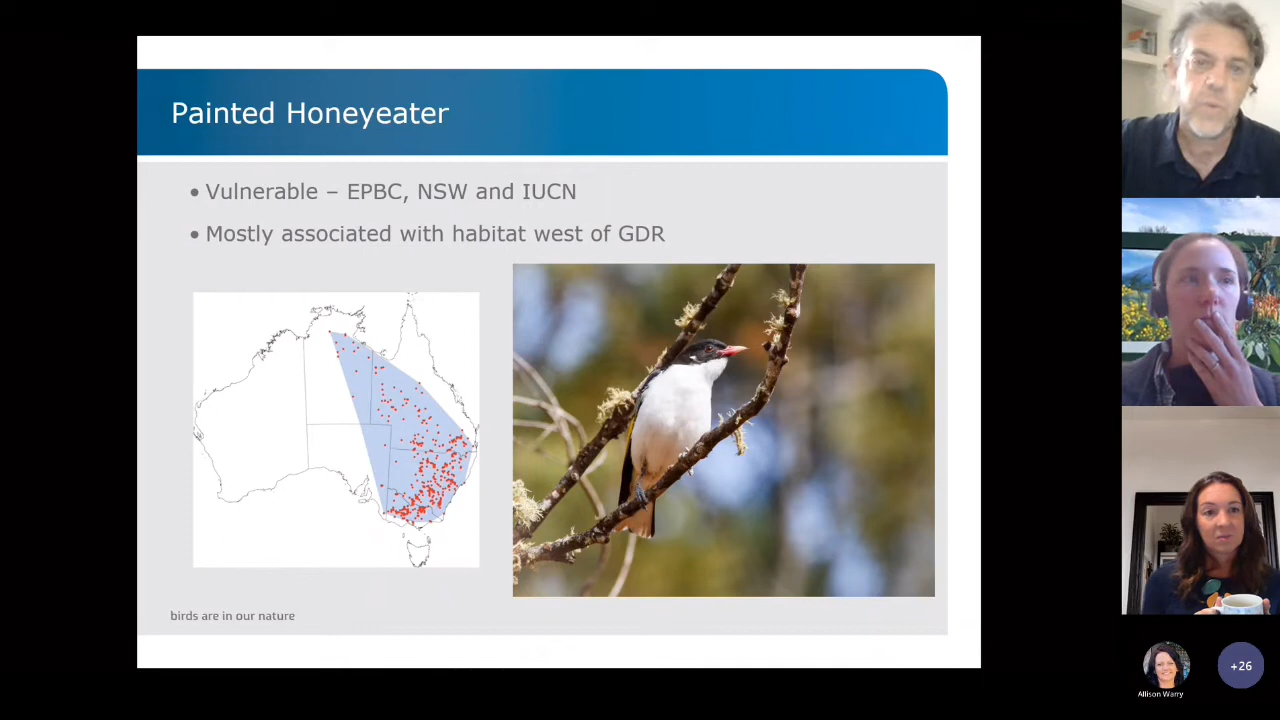 Painted Honeyeater
• Vulnerable – EPBC, NSW and IUCN
• Mostly associated with habitat west of GDR
birds are in our nature
+26
Allison Warry